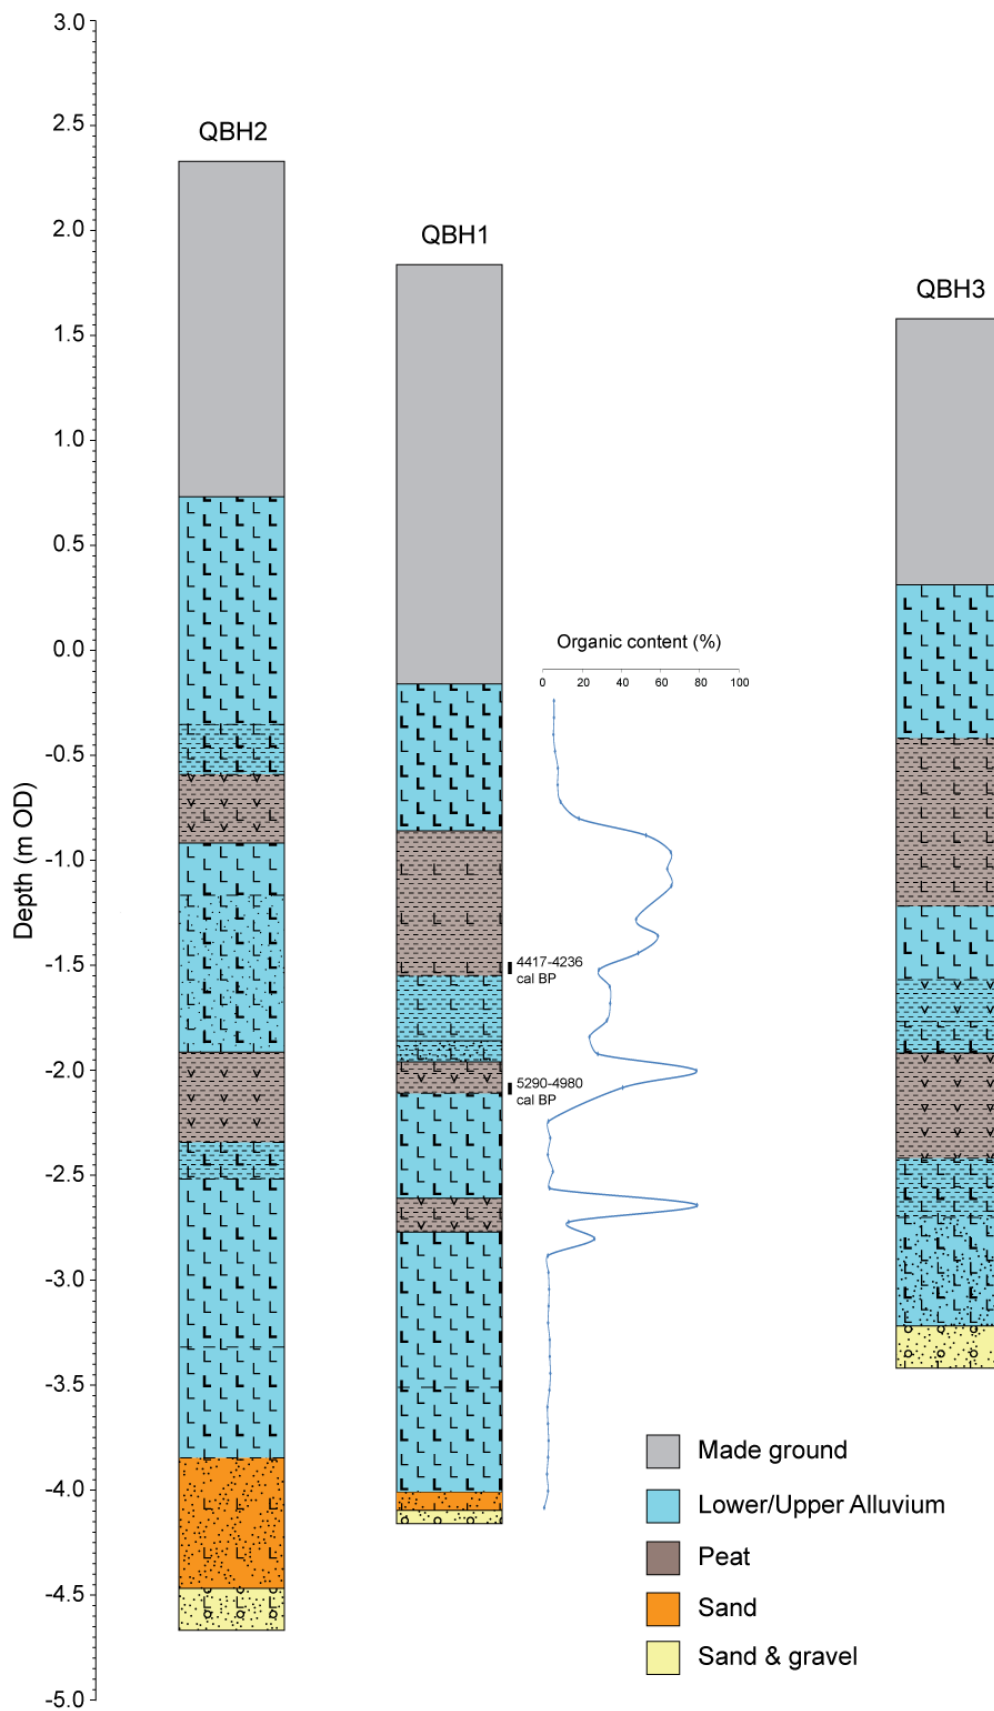 3.0
2.5
QBH2
2.0
QBH1
QBH3
1.5
1.0
0.5
0.0
Organic content (%)
0 20 40 60 80 100
-0.5
Depth (m OD)
-1.0
-1.5
4417-4236
cal BP
-2.0
5290-4980
cal BP
-2.5
-3.0
-3.5
-4.0
-4.5
-5.0
Made ground
Lower/Upper Alluvium
Peat
Sand
Sand & gravel